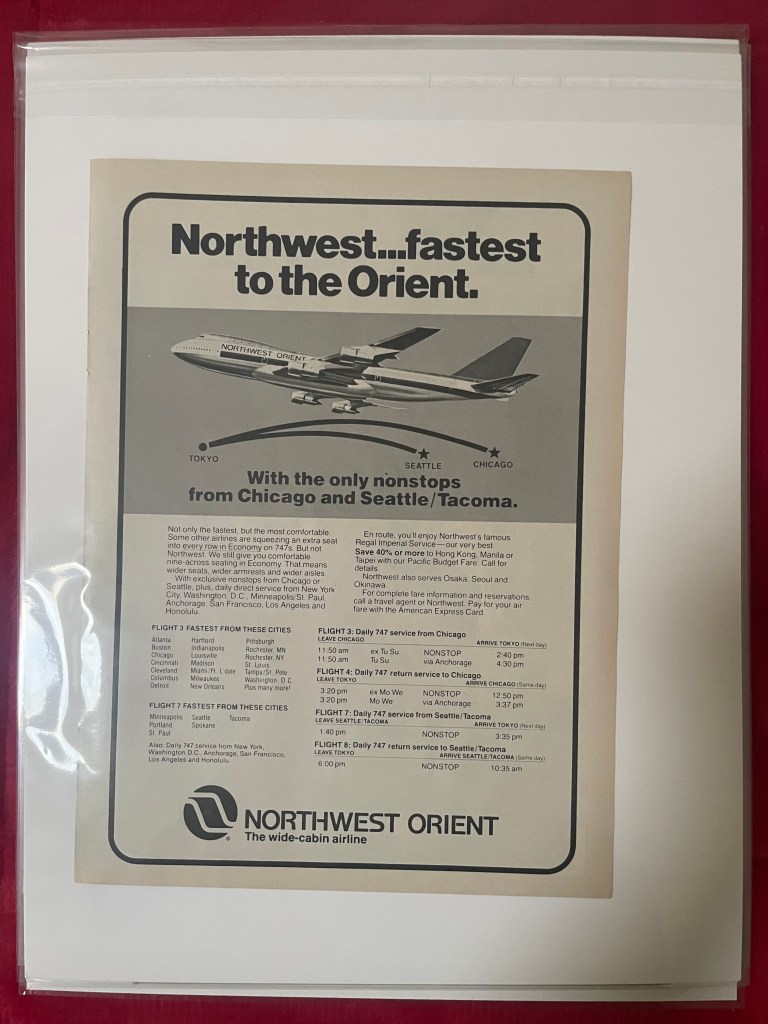 Northwest...fastest
to the Orient.
NORTHWEST ORIENT
TOKYO
SEATTLE
CHICAGO
With the only nonstops
from Chicago and Seattle/Tacoma.
Not only the fastest, but the most comfortable.
Some other airlines are squeezing an extra seat
into every row in Economy on 747s. But not
Northwest. We still give you comfortable
nine-across seating in Economy. That means
wider seats, wider armrests and wider aisles.
With exclusive nonstops from Chicago or
Seattle, plus, daily direct service from New York
City, Washington, D.C., Minneapolis/St. Paul,
Anchorage, San Francisco, Los Angeles and
Honolulu.
En route, you'll enjoy Northwest's famous
Regal Imperial Service—our very best.
Save 40% or more to Hong Kong, Manila or
Taipei with our Pacific Budget Fare. Call for
details.
Northwest also serves Osaka, Seoul and
Okinawa.
For complete fare information and reservations,
call a travel agent or Northwest. Pay for your air
fare with the American Express Card.
FLIGHT 3 FASTEST FROM THESE CITIES
Atlanta Hartford Pittsburgh
Boston Indianapolis Rochester, MN
Chicago Louisville Rochester, NY
Cincinnati Madison St. Louis
Cleveland Miami/Ft. L'dale Tampa/St. Pete
Columbus Milwaukee Washington, D.C.
Detroit New Orleans Plus many more!
FLIGHT 7 FASTEST FROM THESE CITIES
Minneapolis Seattle Tacoma
Portland Spokane
St. Paul
Also: Daily 747 service from New York,
Washington D.C., Anchorage, San Francisco,
Los Angeles and Honolulu
FLIGHT 3: Daily 747 service from Chicago
LEAVE CHICAGO ARRIVE TOKYO (Next day)
11:50 am ex Tu Su NONSTOP 2:40 pm
11:50 am Tu Su via Anchorage 4:30 pm
FLIGHT 4: Daily 747 return service to Chicago
LEAVE TOKYO ARRIVE CHICAGO (Same day)
3:20 pm ex Mo We NONSTOP 12:50 pm
3:20 pm Mo We via Anchorage 3:37 pm
FLIGHT 7: Daily 747 service from Seattle/Tacoma
LEAVE SEATTLE/TACOMA ARRIVE TOKYO (Next day)
1:40 pm NONSTOP 3:35 pm
FLIGHT 8: Daily 747 return service to Seattle/Tacoma
LEAVE TOKYO ARRIVE SEATTLE/TACOMA (Same day)
6:00 pm NONSTOP 10:35 am
® NORTHWEST ORIENT
The wide-cabin airline